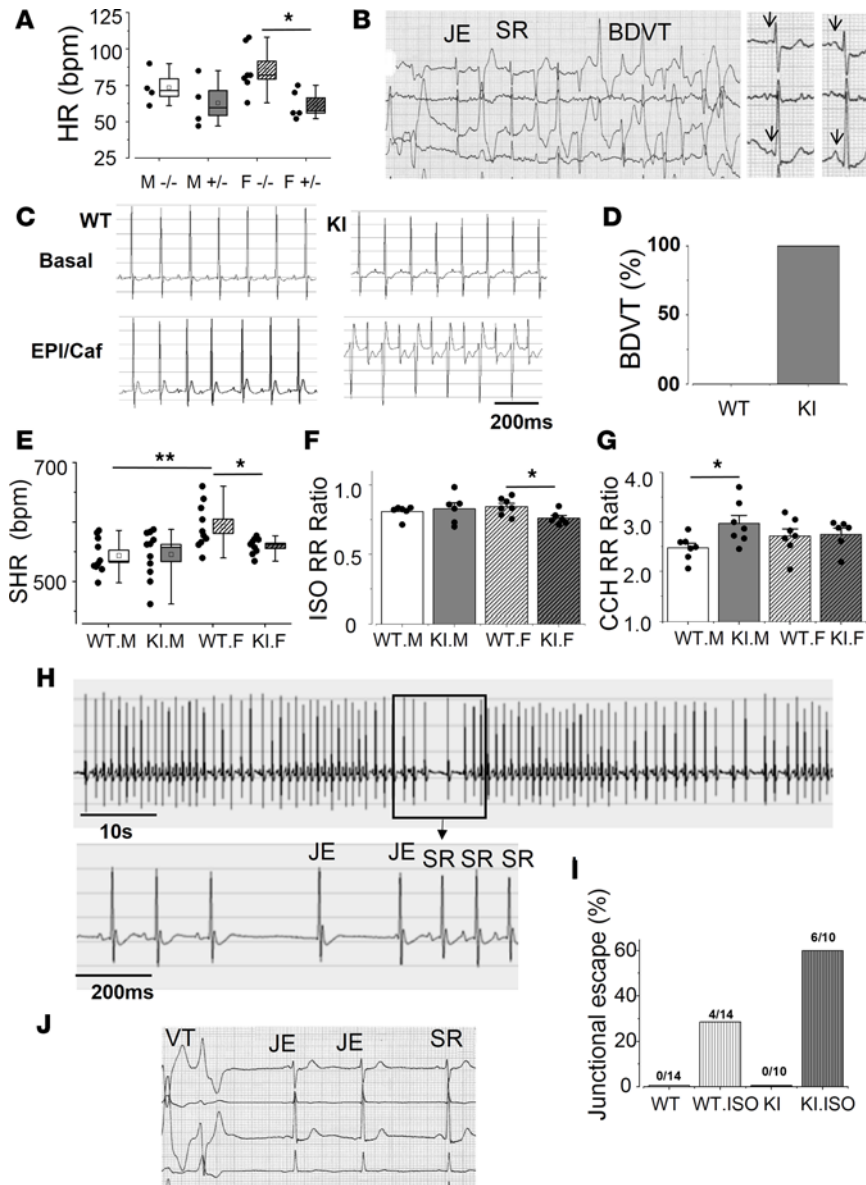 A
HR (bpm)
125
100
75
50
25
*
M -/-
M +/-
F -/-
F +/-
B
JE
SR
BDVT
C
WT
KI
Basal
EPI/Caf
200ms
D
BDVT (%)
100
50
00
WT
KI
E
SHR (bpm)
700
500
**
*
WT.M
KI.M
WT.F
KI.F
F
ISO RR Ratio
1.0
0.5
0
*
WT.M
KI.M
WT.F
KI.F
G
CCH RR Ratio
4.0
3.0
2.0
1.0
*
WT.M
KI.M
WT.F
KI.F
H
10s
JE
JE
SR
SR
SR
200ms
I
Junctional escape (%)
60
40
20
0
0/14
4/14
0/10
6/10
WT
WT.ISO
KI
KI.ISO
J
VT
JE
JE
SR